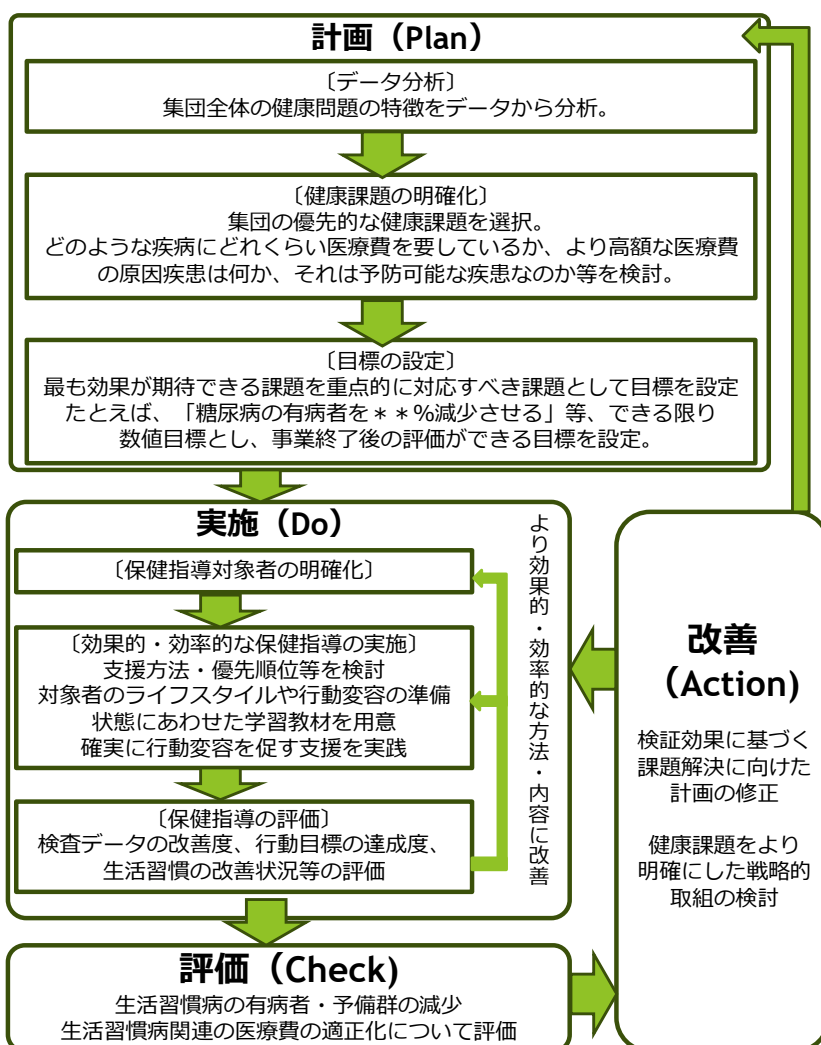 計画（Plan）
〔データ分析〕
集団全体の健康問題の特徴をデータから分析。
〔健康課題の明確化〕
集団の優先的な健康課題を選択。
どのような疾病にどれくらい医療費を要しているか、より高額な医療費
の原因疾患は何か、それは予防可能な疾患なのか等を検討。
〔目標の設定〕
最も効果が期待できる課題を重点的に対応すべき課題として目標を設定
たとえば、「糖尿病の有病者を＊＊%減少させる」等、できる限り
数値目標とし、事業終了後の評価ができる目標を設定。
実施（Do）
〔保健指導対象者の明確化〕
〔効果的・効率的な保健指導の実施〕
支援方法・優先順位等を検討
対象者のライフスタイルや行動変容の準備
状態にあわせた学習教材を用意
確実に行動変容を促す支援を実践
〔保健指導の評価〕
検査データの改善度、行動目標の達成度、
生活習慣の改善状況等の評価
より効果的・効率的な方法・内容に改善
評価（Check)
生活習慣病の有病者・予備群の減少
生活習慣病関連の医療費の適正化について評価
改善
（Action)
検証効果に基づく
課題解決に向けた
計画の修正
健康課題をより
明確にした戦略的
取組の検討